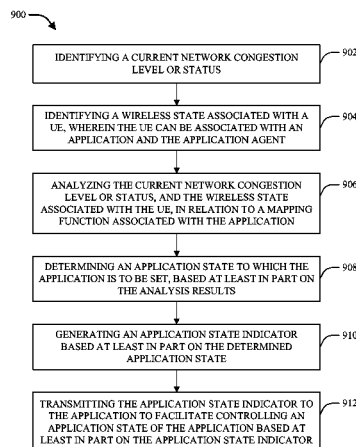 900
IDENTIFYING A CURRENT NETWORK CONGESTION
LEVEL OR STATUS
902
IDENTIFYING A WIRELESS STATE ASSOCIATED WITH A
UE, WHEREIN THE UE CAN BE ASSOCIATED WITH AN
APPLICATION AND THE APPLICATION AGENT
904
ANALYZING THE CURRENT NETWORK CONGESTION
LEVEL OR STATUS, AND THE WIRELESS STATE
ASSOCIATED WITH THE UE, IN RELATION TO A MAPPING
FUNCTION ASSOCIATED WITH THE APPLICATION
906
DETERMINING AN APPLICATION STATE TO WHICH THE
APPLICATION IS TO BE SET, BASED AT LEAST IN PART ON
THE ANALYSIS RESULTS
908
GENERATING AN APPLICATION STATE INDICATOR
BASED AT LEAST IN PART ON THE DETERMINED
APPLICATION STATE
910
TRANSMITTING THE APPLICATION STATE INDICATOR TO
THE APPLICATION TO FACILITATE CONTROLLING AN
APPLICATION STATE OF THE APPLICATION BASED AT
LEAST IN PART ON THE APPLICATION STATE INDICATOR
912